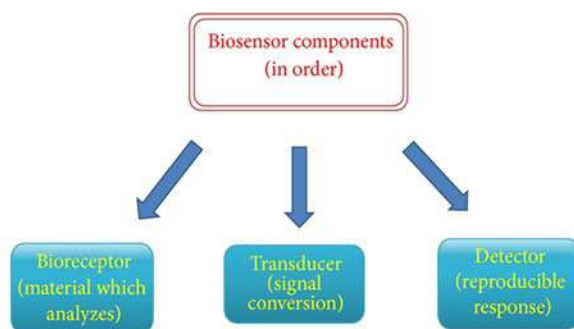 Biosensor components
(in order)
Bioreceptor
(material which
analyzes)
Transducer
(signal
conversion)
Detector
(reproducible
response)